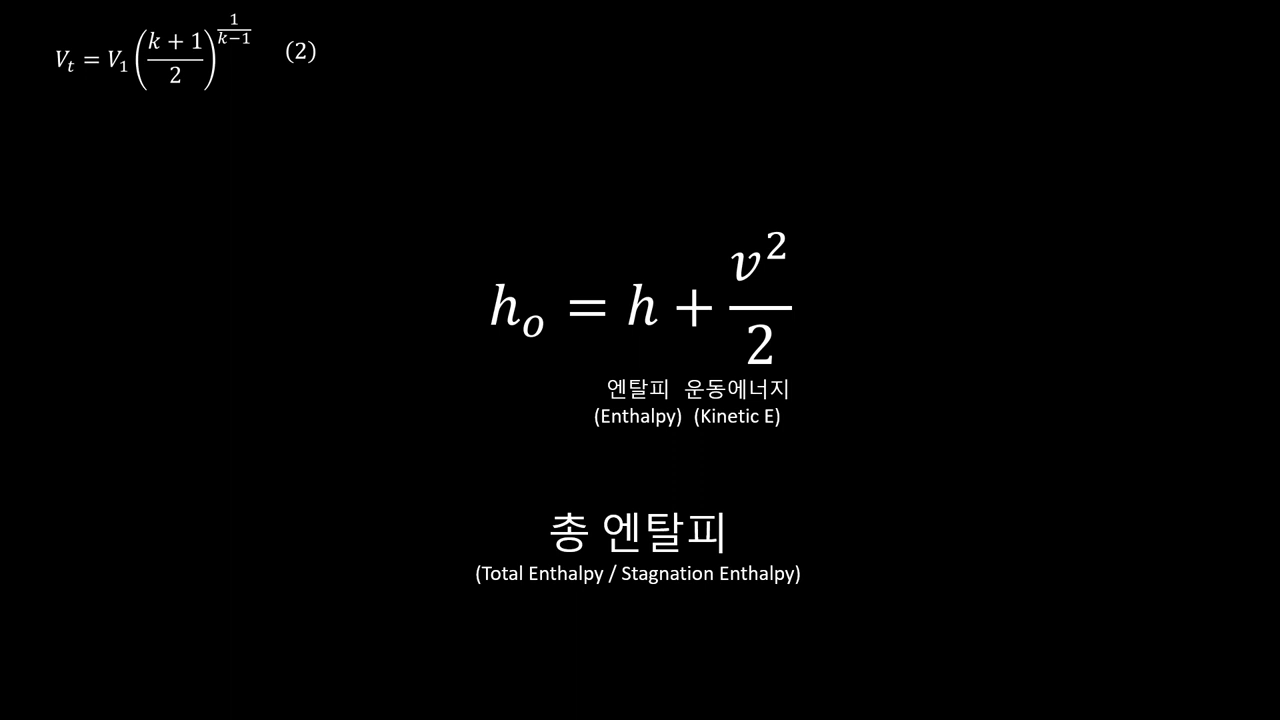 V_t = V_1 ((k + 1)/2)^(1/(k−1)) (2)
h_o = h + v²/2
엔탈피 운동에너지
(Enthalpy) (Kinetic E)
총 엔탈피
(Total Enthalpy / Stagnation Enthalpy)